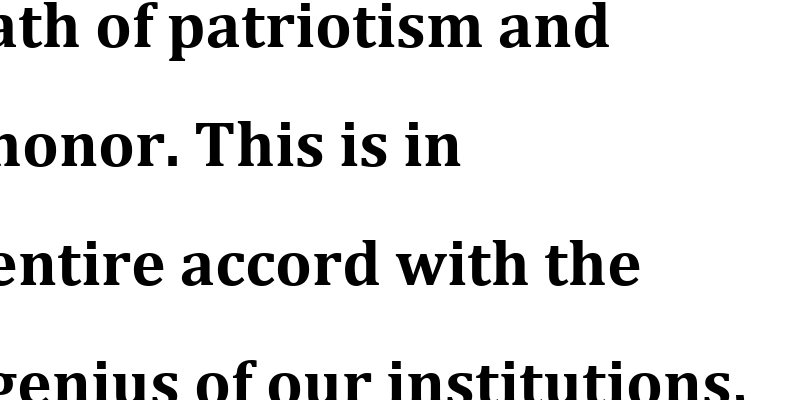 ath of patriotism and
honor. This is in
entire accord with the
genius of our institutions.